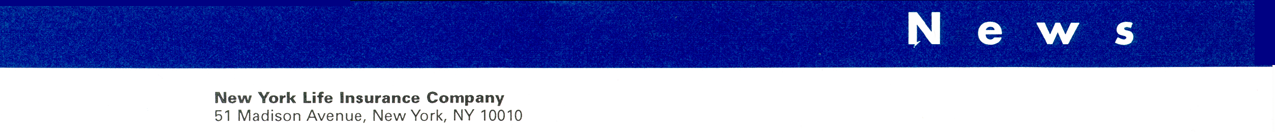 News
New York Life Insurance Company
51 Madison Avenue, New York, NY 10010